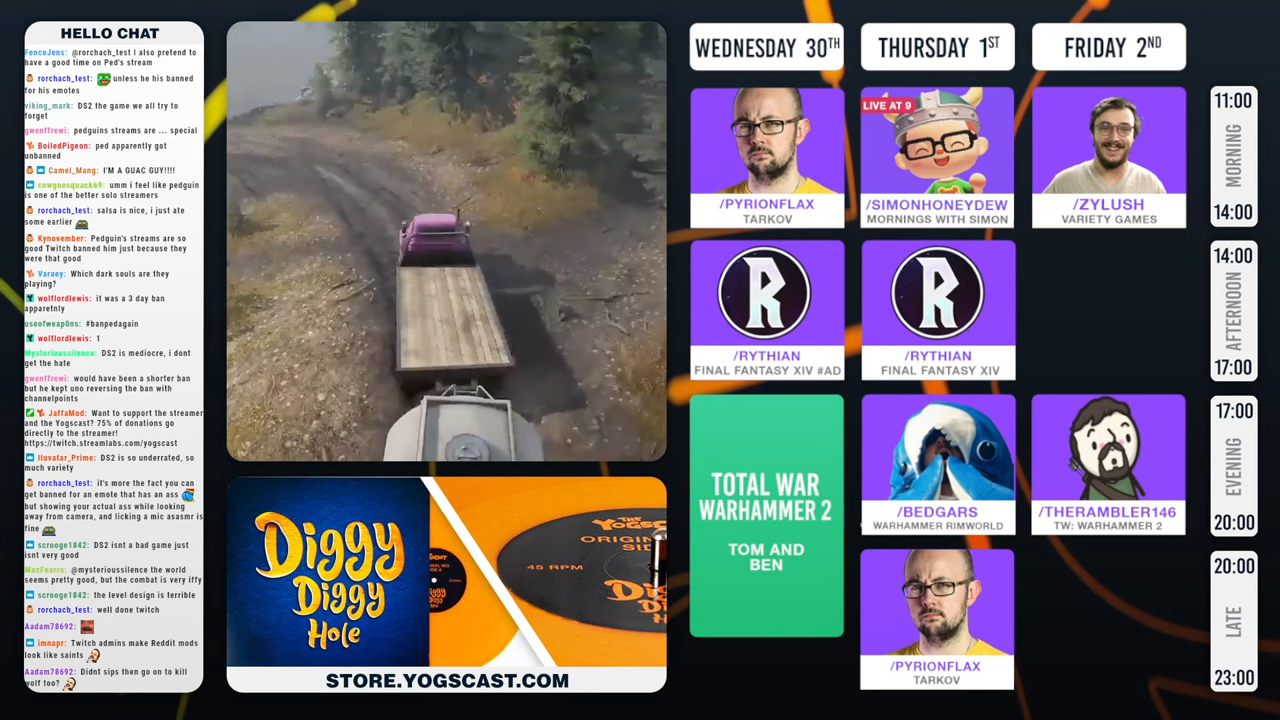 HELLO CHAT
FenceJens: @rorchach_test I also pretend to
have a good time on Ped's stream
rorchach_test: unless he his banned
for his emotes
viking_mark: DS2 the game we all try to
forget
gwenffrewi: pedguins streams are ... special
BoiledPigeon: ped apparently got
unbanned
Camel_Mang: I'M A GUAC GUY!!!!
cowgoesquack69: umm i feel like pedguin
is one of the better solo streamers
rorchach_test: salsa is nice, i just ate
some earlier
Kynovember: Pedguin's streams are so
good Twitch banned him just because they
were that good
Varaey: Which dark souls are they
playing?
wolflordlewis: it was a 3 day ban
apparetnly
useofweap0ns: #banpedagain
wolflordlewis: 1
Mysterioussilence: DS2 is mediocre, i dont
get the hate
gwenffrewi: would have been a shorter ban
but he kept uno reversing the ban with
channelpoints
JaffaMod: Want to support the streamer
and the Yogscast? 75% of donations go
directly to the streamer!
https://twitch.streamlabs.com/yogscast
Iluvatar_Prime: DS2 is so underrated, so
much variety
rorchach_test: it's more the fact you can
get banned for an emote that has an ass
but showing your actual ass while looking
away from camera, and licking a mic asasmr is
fine
scrooge1842: DS2 isnt a bad game just
isnt very good
MacFearrs: @mysterioussilence the world
seems pretty good, but the combat is very iffy
scrooge1842: the level design is terrible
rorchach_test: well done twitch
Aadam78692:
imnapr: Twitch admins make Reddit mods
look like saints
Aadam78692: Didnt sips then go on to kill
wolf too?
Diggy
Diggy
Hole
THE
YOGSC
ORIGIN
SID
45 RPM
STORE.YOGSCAST.COM
WEDNESDAY 30TH
THURSDAY 1ST
FRIDAY 2ND
/PYRIONFLAX
TARKOV
LIVE AT 9
/SIMONHONEYDEW
MORNINGS WITH SIMON
/ZYLUSH
VARIETY GAMES
11:00
MORNING
14:00
R
/RYTHIAN
FINAL FANTASY XIV #AD
R
/RYTHIAN
FINAL FANTASY XIV
14:00
AFTERNOON
17:00
TOTAL WAR
WARHAMMER 2
TOM AND
BEN
/BEDGARS
WARHAMMER RIMWORLD
/THERAMBLER146
TW: WARHAMMER 2
17:00
EVENING
20:00
/PYRIONFLAX
TARKOV
20:00
LATE
23:00